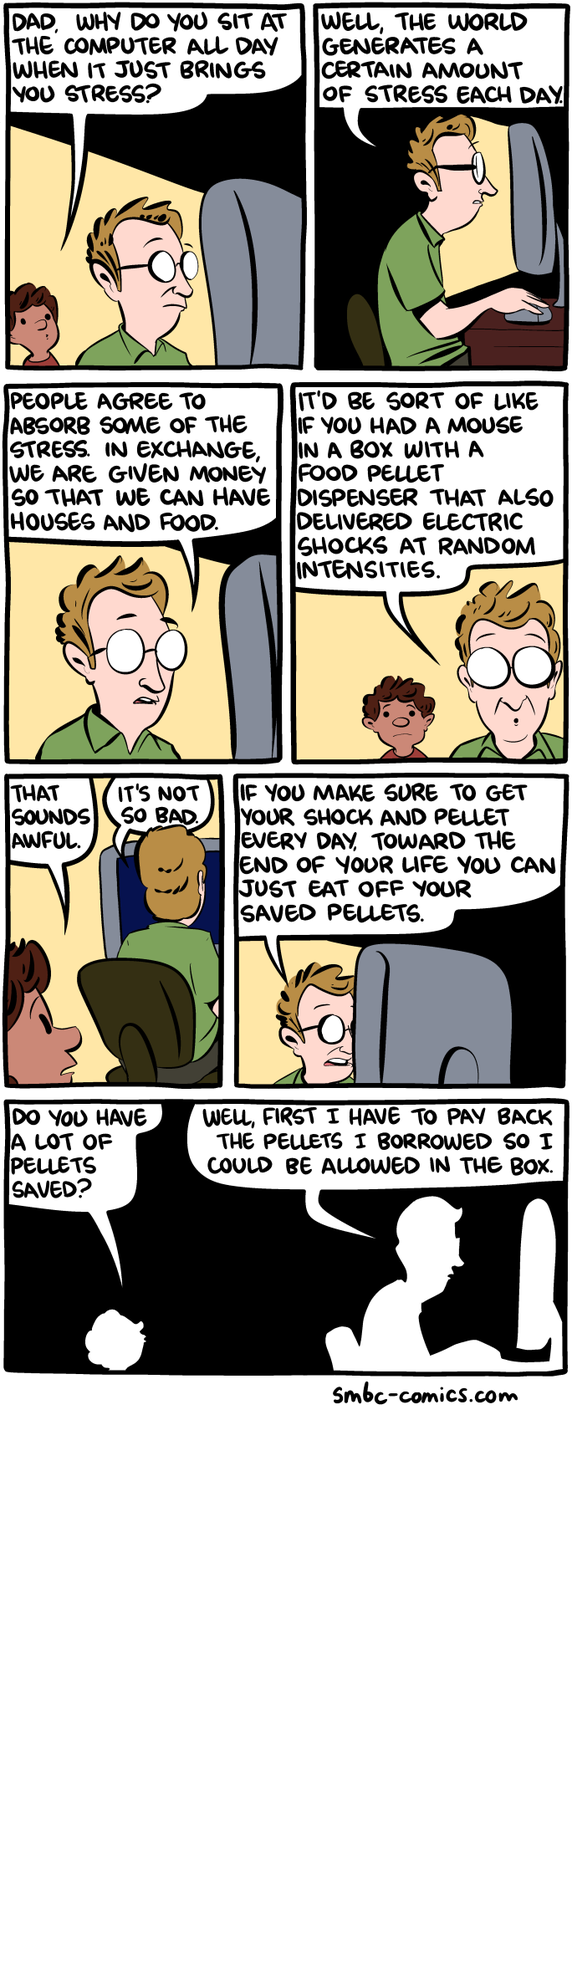 DAD, WHY DO YOU SIT AT
THE COMPUTER ALL DAY
WHEN IT JUST BRINGS
YOU STRESS?
WELL, THE WORLD
GENERATES A
CERTAIN AMOUNT
OF STRESS EACH DAY.
PEOPLE AGREE TO
ABSORB SOME OF THE
STRESS. IN EXCHANGE,
WE ARE GIVEN MONEY
SO THAT WE CAN HAVE
HOUSES AND FOOD.
IT'D BE SORT OF LIKE
IF YOU HAD A MOUSE
IN A BOX WITH A
FOOD PELLET
DISPENSER THAT ALSO
DELIVERED ELECTRIC
SHOCKS AT RANDOM
INTENSITIES.
THAT
SOUNDS
AWFUL.
IT'S NOT
SO BAD.
IF YOU MAKE SURE TO GET
YOUR SHOCK AND PELLET
EVERY DAY, TOWARD THE
END OF YOUR LIFE YOU CAN
JUST EAT OFF YOUR
SAVED PELLETS.
DO YOU HAVE
A LOT OF
PELLETS
SAVED?
WELL, FIRST I HAVE TO PAY BACK
THE PELLETS I BORROWED SO I
COULD BE ALLOWED IN THE BOX.
smbc-comics.com